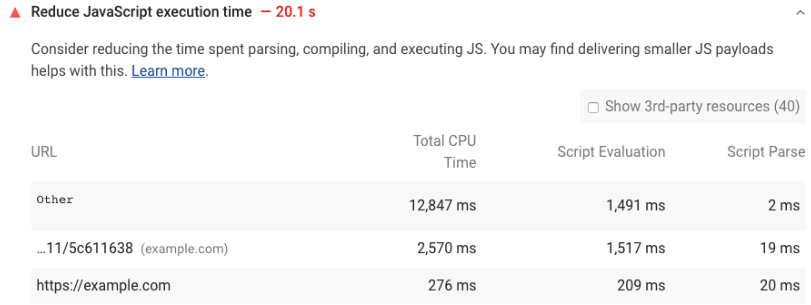 Reduce JavaScript execution time — 20.1 s
Consider reducing the time spent parsing, compiling, and executing JS. You may find delivering smaller JS payloads
helps with this. Learn more.
Show 3rd-party resources (40)
URL Total CPU Time Script Evaluation Script Parse
Other 12,847 ms 1,491 ms 2 ms
...11/5c611638 (example.com) 2,570 ms 1,517 ms 19 ms
https://example.com 276 ms 209 ms 20 ms